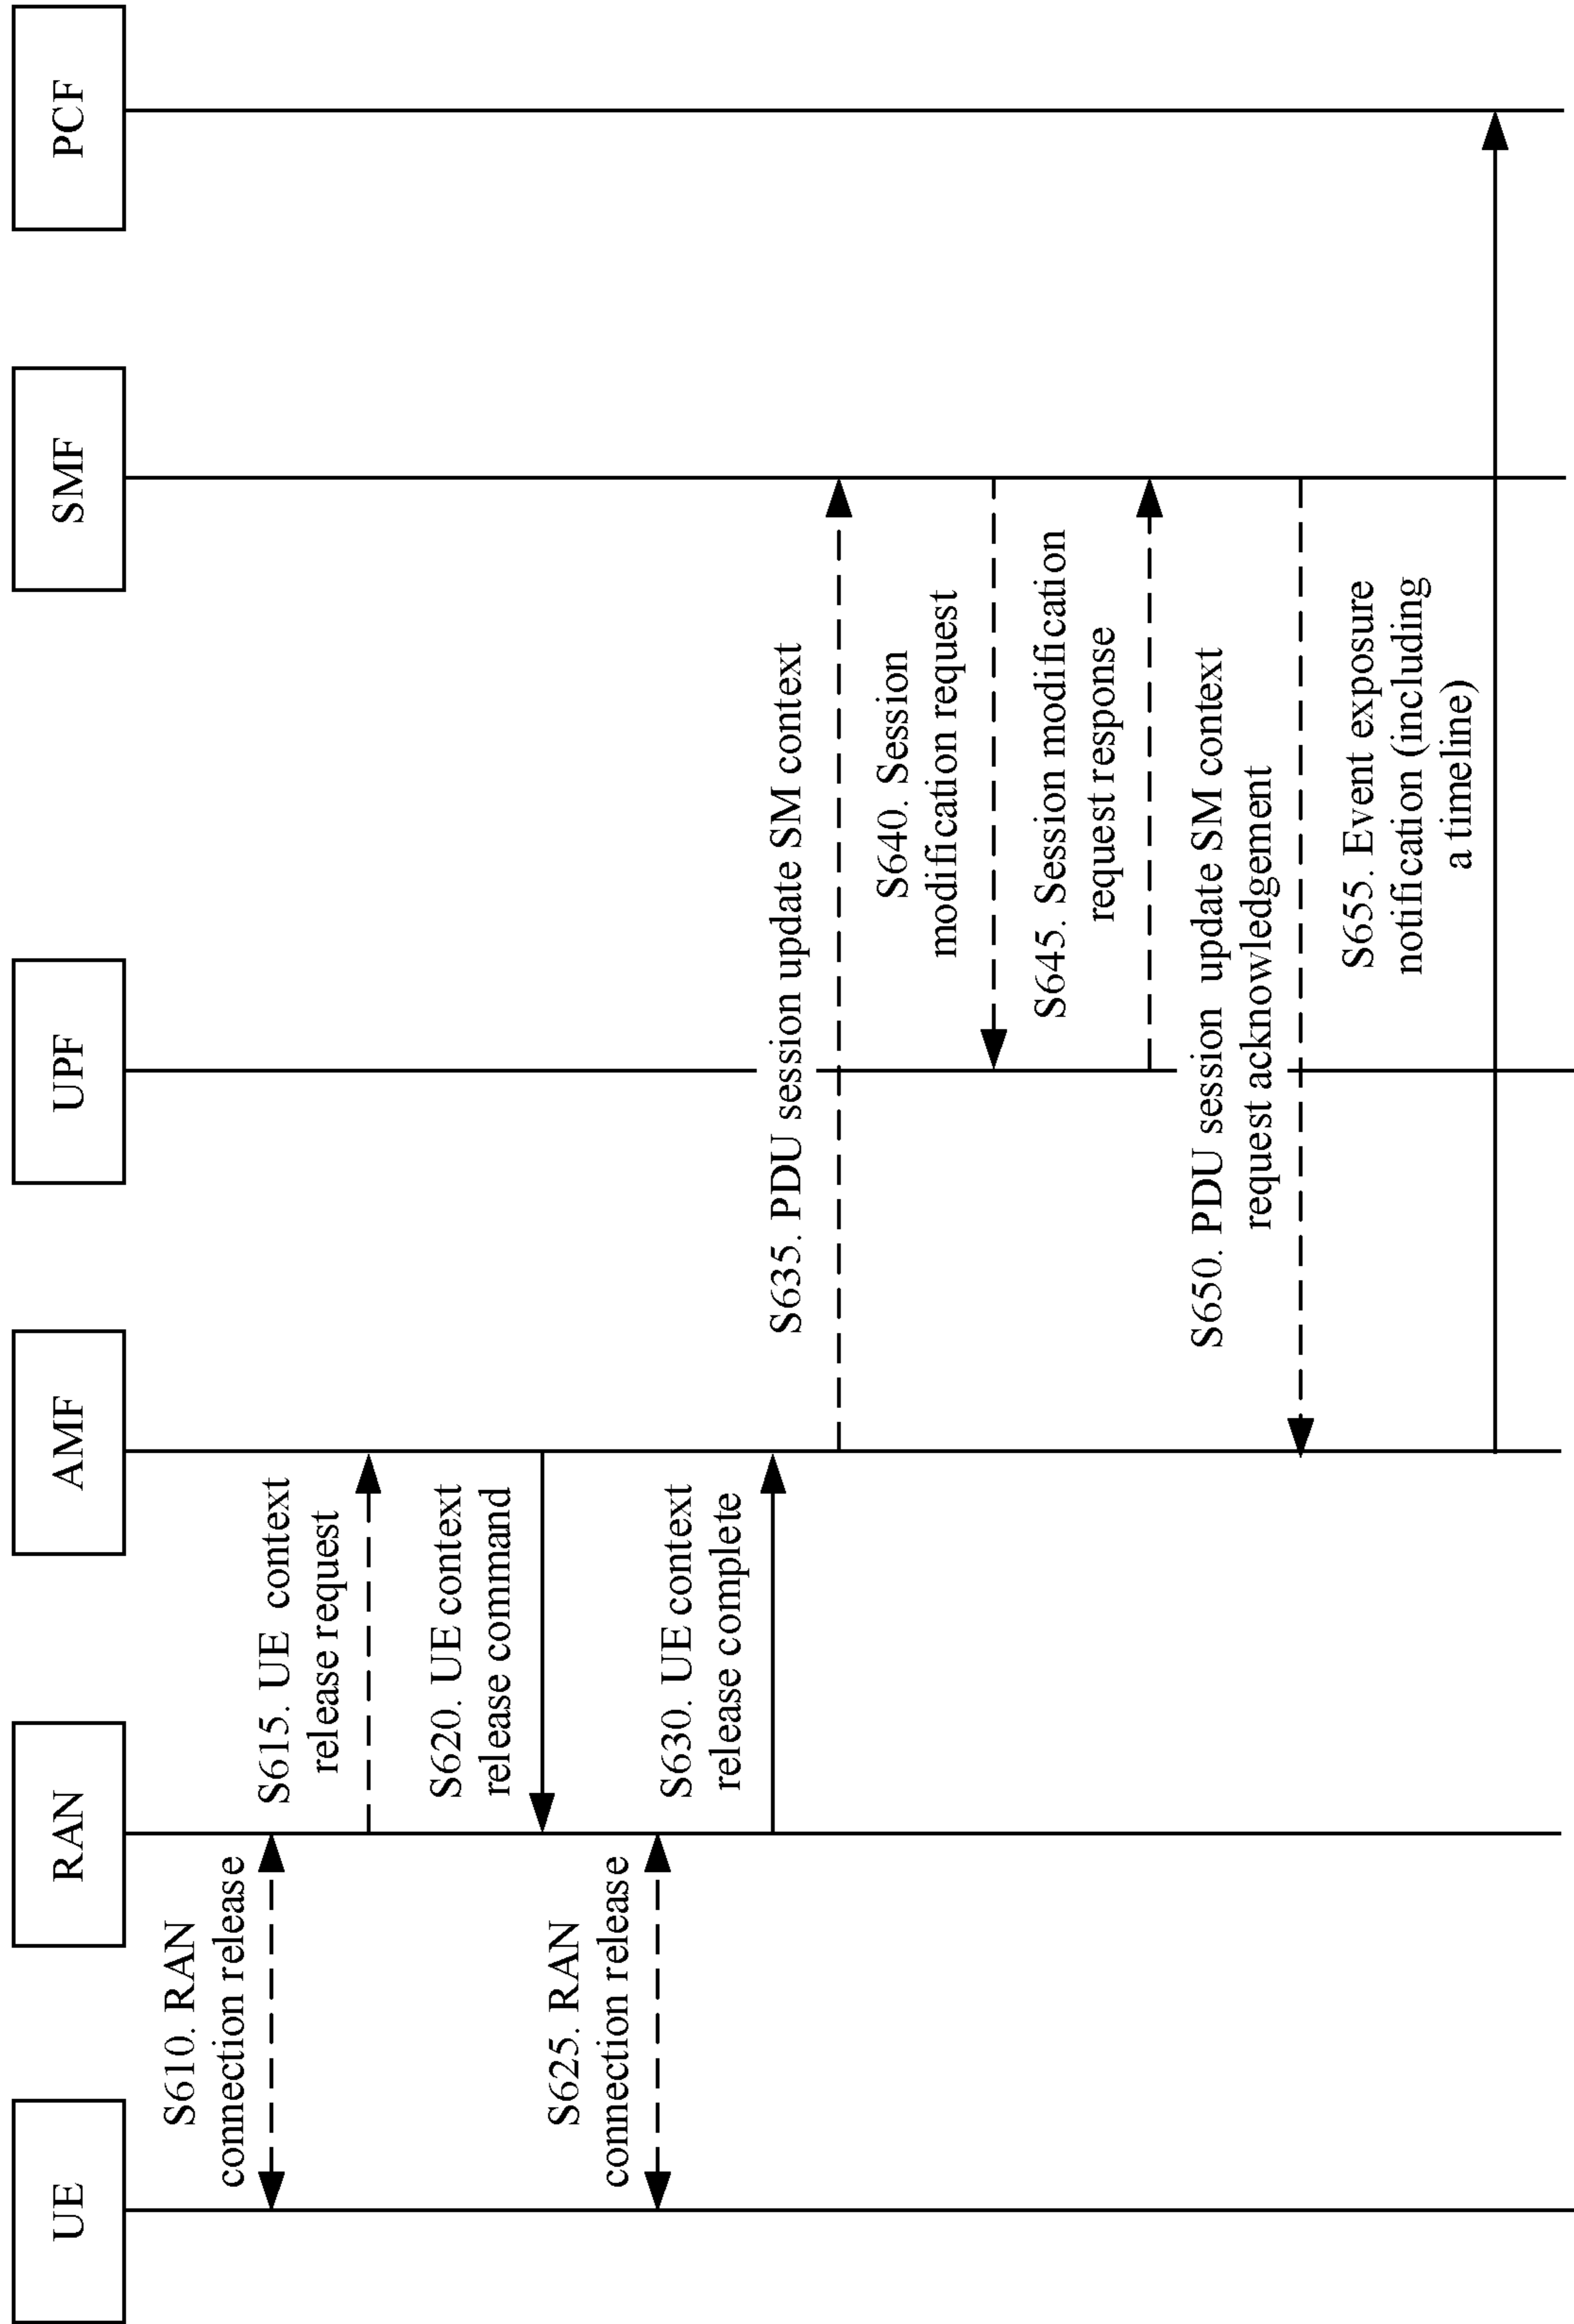 UE
RAN
AMF
UPF
SMF
PCF
S610. RAN
connection release
S615. UE context
release request
S620. UE context
release command
S625. RAN
connection release
S630. UE context
release complete
S635. PDU session update SM context
S640. Session
modification request
S645. Session modification
request response
S650. PDU session update SM context
request acknowledgement
S655. Event exposure
notification (including
a timeline)